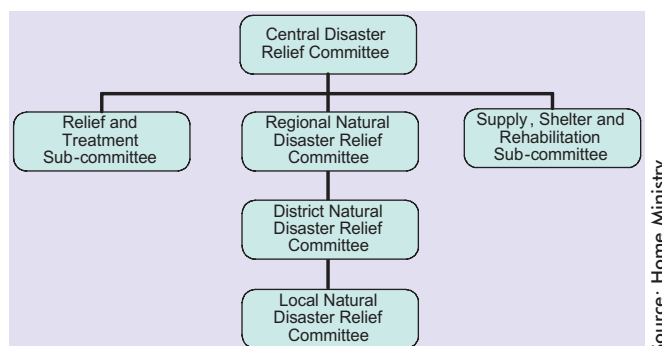 Central Disaster
Relief Committee
Relief and
Treatment
Sub-committee
Regional Natural
Disaster Relief
Committee
Supply, Shelter and
Rehabilitation
Sub-committee
District Natural
Disaster Relief
Committee
Local Natural
Disaster Relief
Committee
Source: Home Ministry